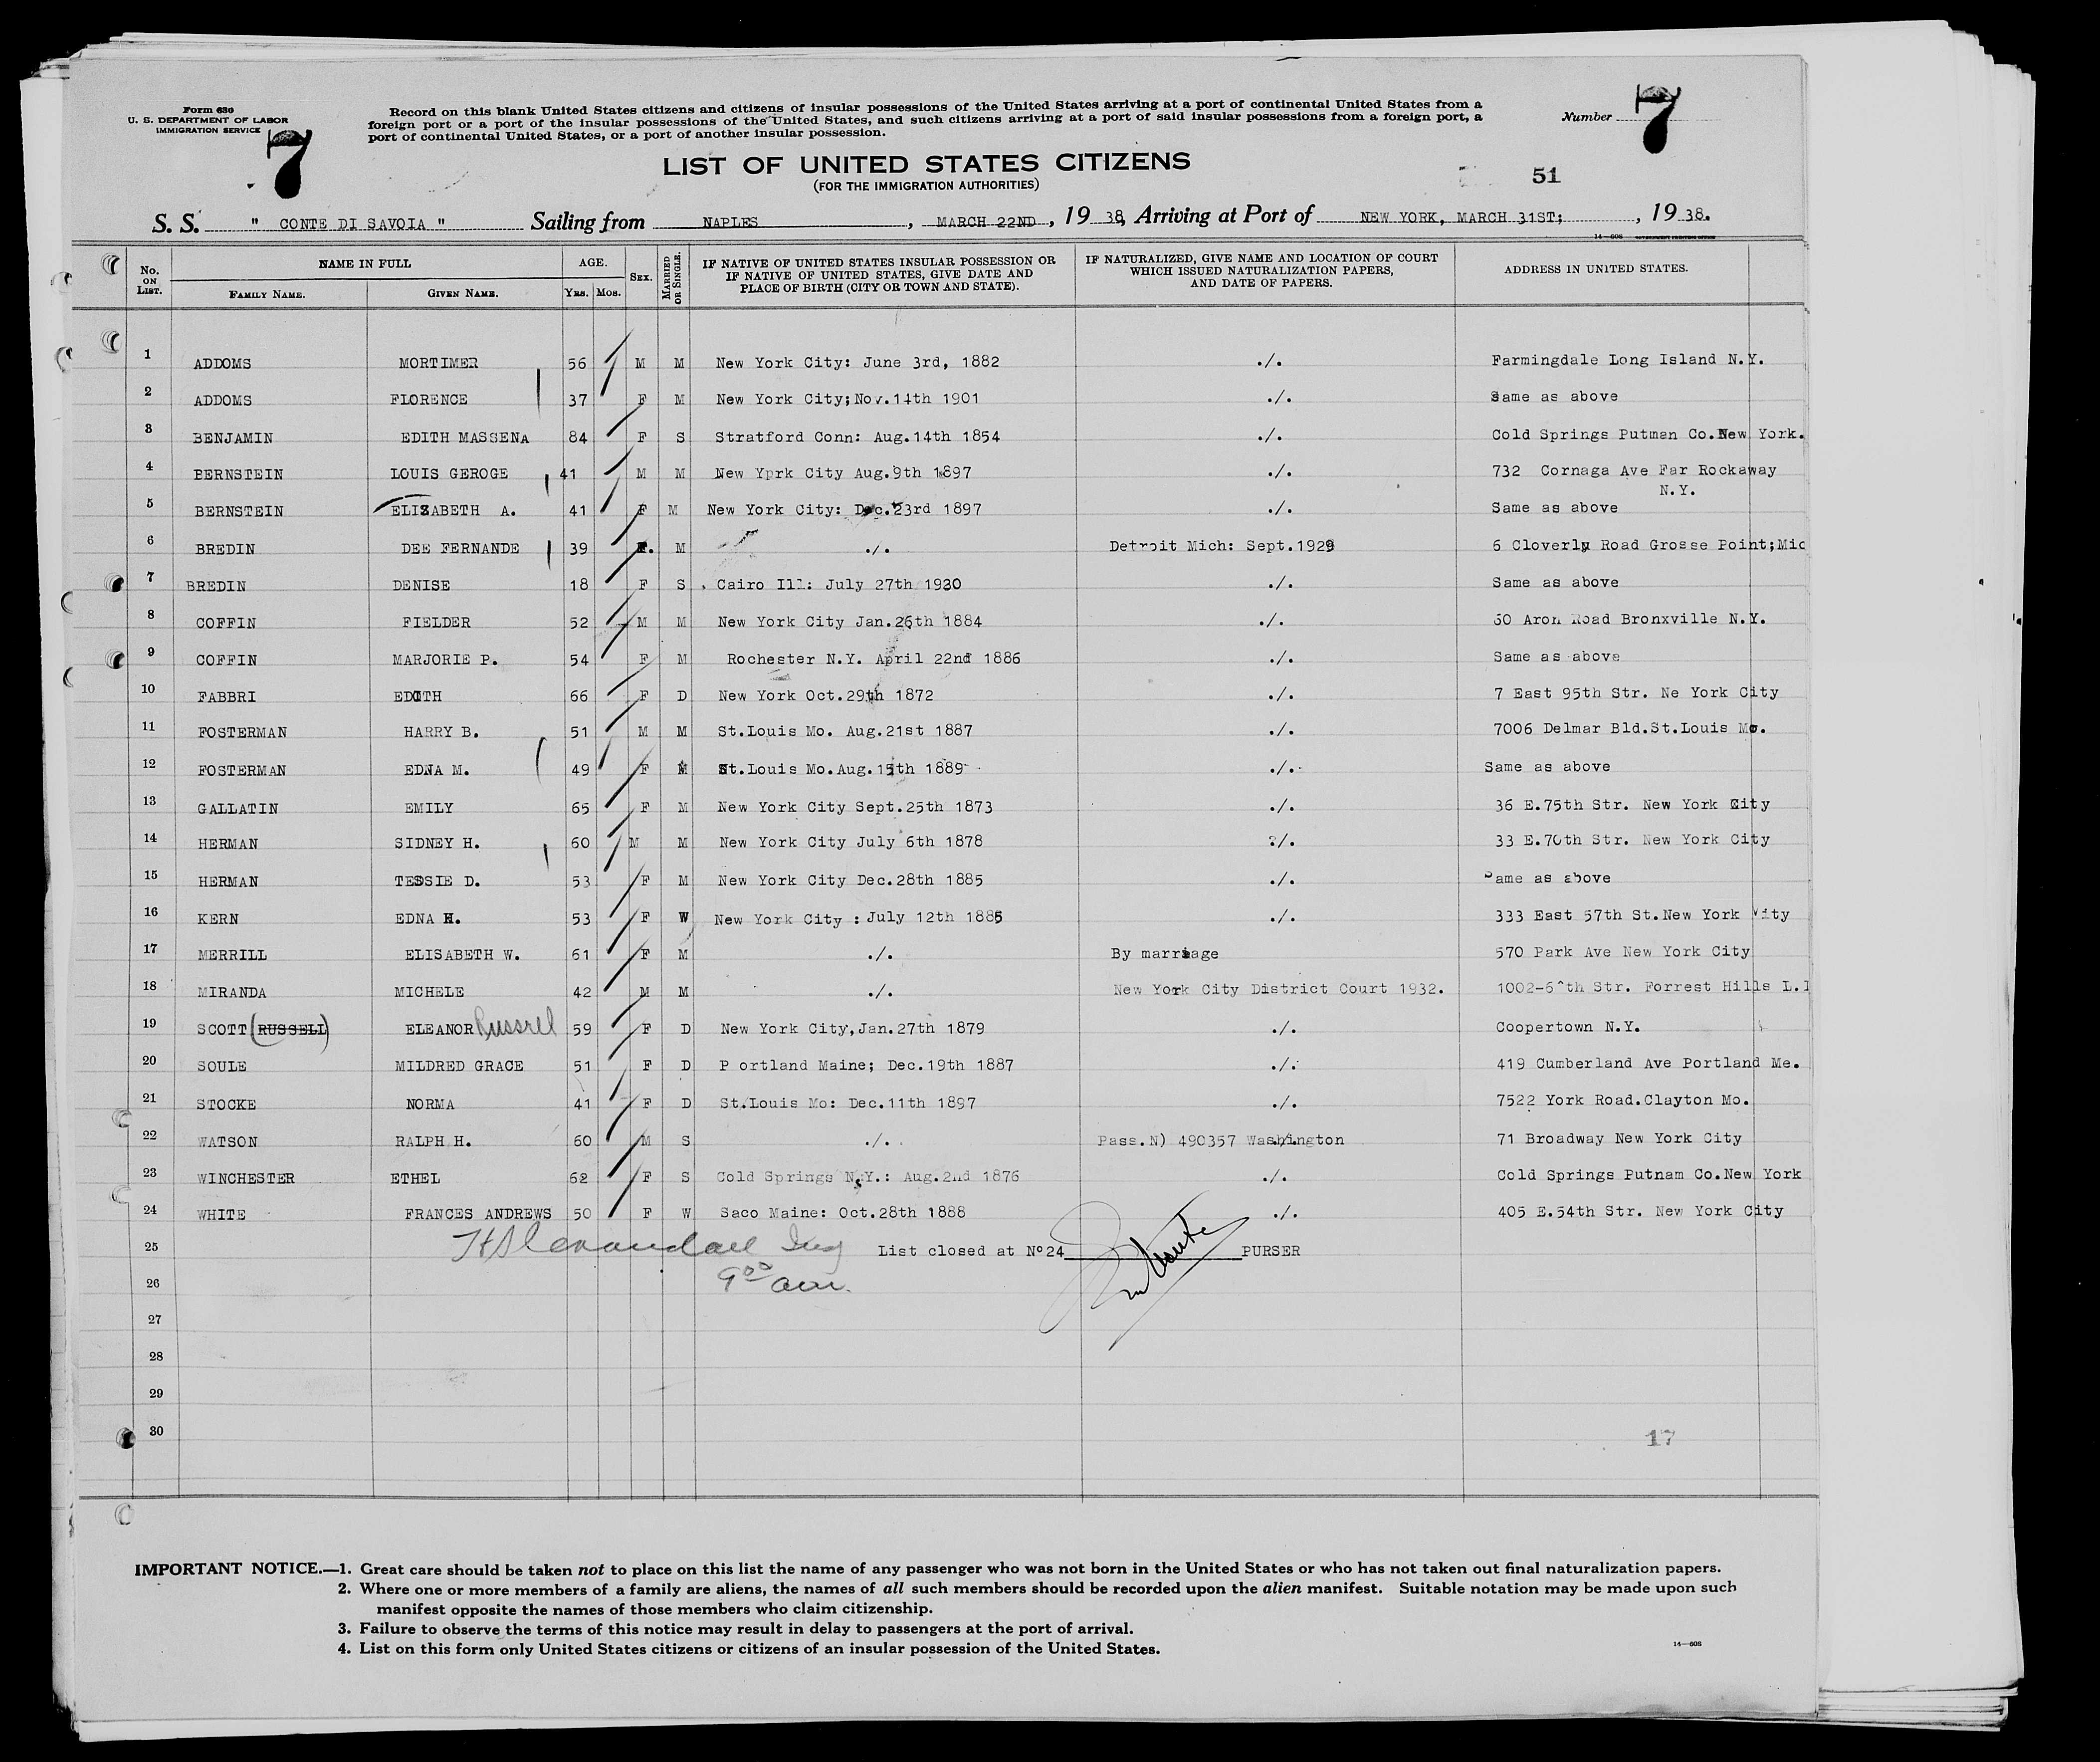 Form 630
U. S. DEPARTMENT OF LABOR
IMMIGRATION SERVICE
7
Record on this blank United States citizens and citizens of insular possessions of the United States arriving at a port of continental United States from a
foreign port or a port of the insular possessions of the United States, and such citizens arriving at a port of said insular possessions from a foreign port, a
port of continental United States, or a port of another insular possession.
Number 7
LIST OF UNITED STATES CITIZENS
(FOR THE IMMIGRATION AUTHORITIES)
51
S. S. " CONTE DI SAVOIA " Sailing from NAPLES, MARCH 22ND, 19 38, Arriving at Port of NEW YORK, MARCH 31ST;, 19 38.
14—608 GOVERNMENT PRINTING OFFICE
No. ON LIST. NAME IN FULL FAMILY NAME. GIVEN NAME. AGE. YRS. MOS. SEX. MARRIED OR SINGLE. IF NATIVE OF UNITED STATES INSULAR POSSESSION OR IF NATIVE OF UNITED STATES, GIVE DATE AND PLACE OF BIRTH (CITY OR TOWN AND STATE). IF NATURALIZED, GIVE NAME AND LOCATION OF COURT WHICH ISSUED NATURALIZATION PAPERS, AND DATE OF PAPERS. ADDRESS IN UNITED STATES.
1 ADDOMS MORTIMER 56 M M New York City: June 3rd, 1882 ./. Farmingdale Long Island N.Y.
2 ADDOMS FLORENCE 37 F M New York City;Nov.14th 1901 ./. Same as above
3 BENJAMIN EDITH MASSENA 84 F S Stratford Conn: Aug.14th 1854 ./. Cold Springs Putman Co.New York.
4 BERNSTEIN LOUIS GEROGE 41 M M New Yprk City Aug.9th 1897 ./. 732 Cornaga Ave Far Rockaway
N.Y.
5 BERNSTEIN ELISABETH A. 41 F M New York City: Dec.23rd 1897 ./. Same as above
6 BREDIN DEE FERNANDE 39 F. M ./. Detroit Mich: Sept.1929 6 Cloverly Road Grosse Point;Mic
7 BREDIN DENISE 18 F S Cairo Ill: July 27th 1930 ./. Same as above
8 COFFIN FIELDER 52 M M New York City Jan.26th 1884 ./. 50 Aron Road Bronxville N.Y.
9 COFFIN MARJORIE P. 54 F M Rochester N.Y. April 22nd 1886 ./. Same as above
10 FABBRI EDITH 66 F D New York Oct.29th 1872 ./. 7 East 95th Str. Ne York City
11 FOSTERMAN HARRY B. 51 M M St.Louis Mo. Aug.21st 1887 ./. 7006 Delmar Bld.St.Louis Mo.
12 FOSTERMAN EDNA M. 49 F M St.Louis Mo.Aug.15th 1889 ./. Same as above
13 GALLATIN EMILY 65 F M New York City Sept.25th 1873 ./. 36 E.75th Str. New York City
14 HERMAN SIDNEY H. 60 M M New York City July 6th 1878 ?/. 33 E.70th Str. New York City
15 HERMAN TESSIE D. 53 F M New York City Dec.28th 1885 ./. Same as above
16 KERN EDNA H. 53 F W New York City : July 12th 1885 ./. 333 East 57th St.New York City
17 MERRILL ELISABETH W. 61 F M ./. By marriage 570 Park Ave New York City
18 MIRANDA MICHELE 42 M M ./. New York City District Court 1932. Str. Forrest Hills L.I
19 SCOTT (RUSSELL) ELEANOR Russell 59 F D New York City,Jan.27th 1879 ./. Coopertown N.Y.
20 SOULE MILDRED GRACE 51 F D P ortland Maine; Dec.19th 1887 ./. 419 Cumberland Ave Portland Me.
21 STOCKE NORMA 41 F D St.Louis Mo: Dec.11th 1897 ./. 7522 York Road.Clayton Mo.
22 WATSON RALPH H. 60 M S ./. Pass.N) 490357 Washington 71 Broadway New York City
23 WINCHESTER ETHEL 62 F S Cold Springs N.Y.: Aug.2nd 1876 ./. Cold Springs Putnam Co.New York
24 WHITE FRANCES ANDREWS 50 F W Saco Maine: Oct.28th 1888 ./. 405 E.54th Str. New York City
25 List closed at Nº24 PURSER
26 9⁰⁰ am.
27
28
29
30
17
IMPORTANT NOTICE.—1. Great care should be taken not to place on this list the name of any passenger who was not born in the United States or who has not taken out final naturalization papers.
2. Where one or more members of a family are aliens, the names of all such members should be recorded upon the alien manifest. Suitable notation may be made upon such
manifest opposite the names of those members who claim citizenship.
3. Failure to observe the terms of this notice may result in delay to passengers at the port of arrival.
4. List on this form only United States citizens or citizens of an insular possession of the United States.
14—608